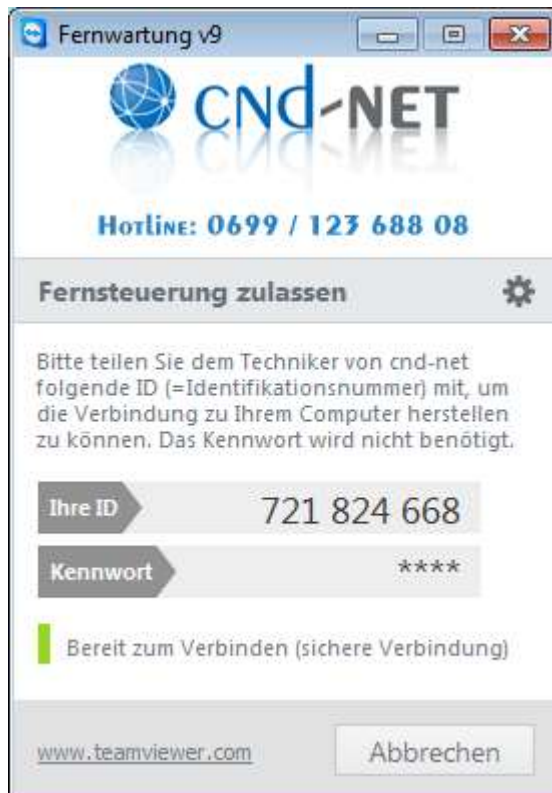 Fernwartung v9
cnd-NET
Hotline: 0699 / 123 688 08
Fernsteuerung zulassen
Bitte teilen Sie dem Techniker von cnd-net
folgende ID (=Identifikationsnummer) mit, um
die Verbindung zu Ihrem Computer herstellen
zu können. Das Kennwort wird nicht benötigt.
Ihre ID 721 824 668
Kennwort ****
Bereit zum Verbinden (sichere Verbindung)
www.teamviewer.com Abbrechen